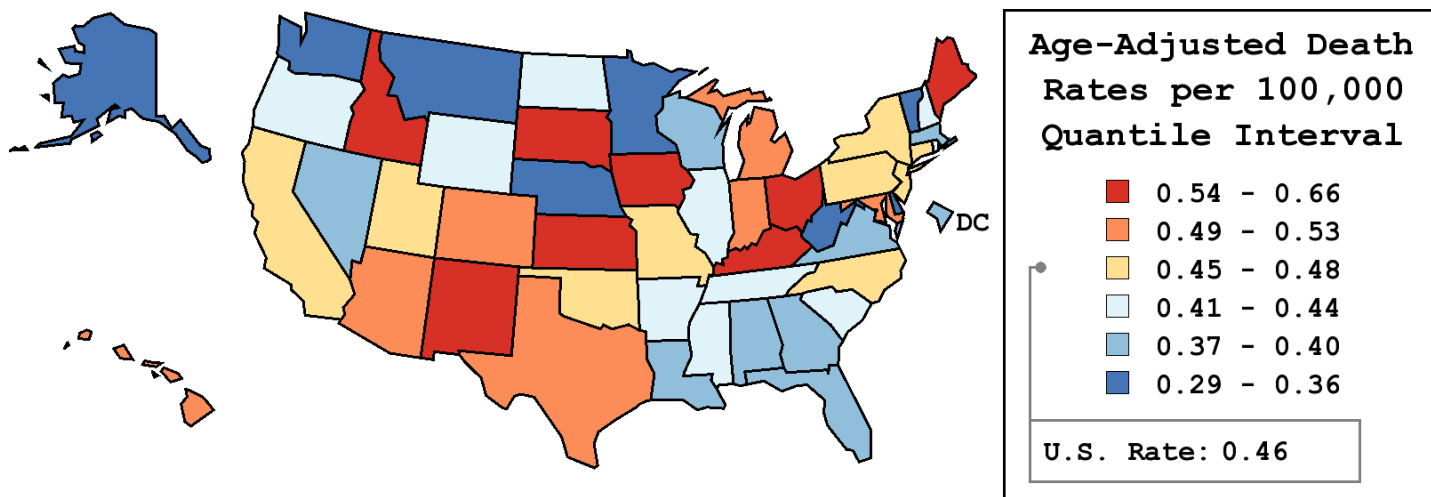 Age-Adjusted Death
Rates per 100,000
Quantile Interval
0.54 - 0.66
0.49 - 0.53
0.45 - 0.48
0.41 - 0.44
0.37 - 0.40
0.29 - 0.36
U.S. Rate: 0.46
DC